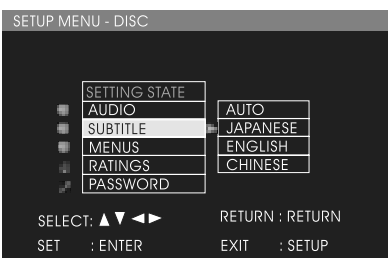 SETUP MENU - DISC
SETTING STATE
AUDIO AUTO
SUBTITLE JAPANESE
MENUS ENGLISH
RATINGS CHINESE
PASSWORD
SELECT: ▲▼◄► RETURN : RETURN
SET : ENTER EXIT : SETUP